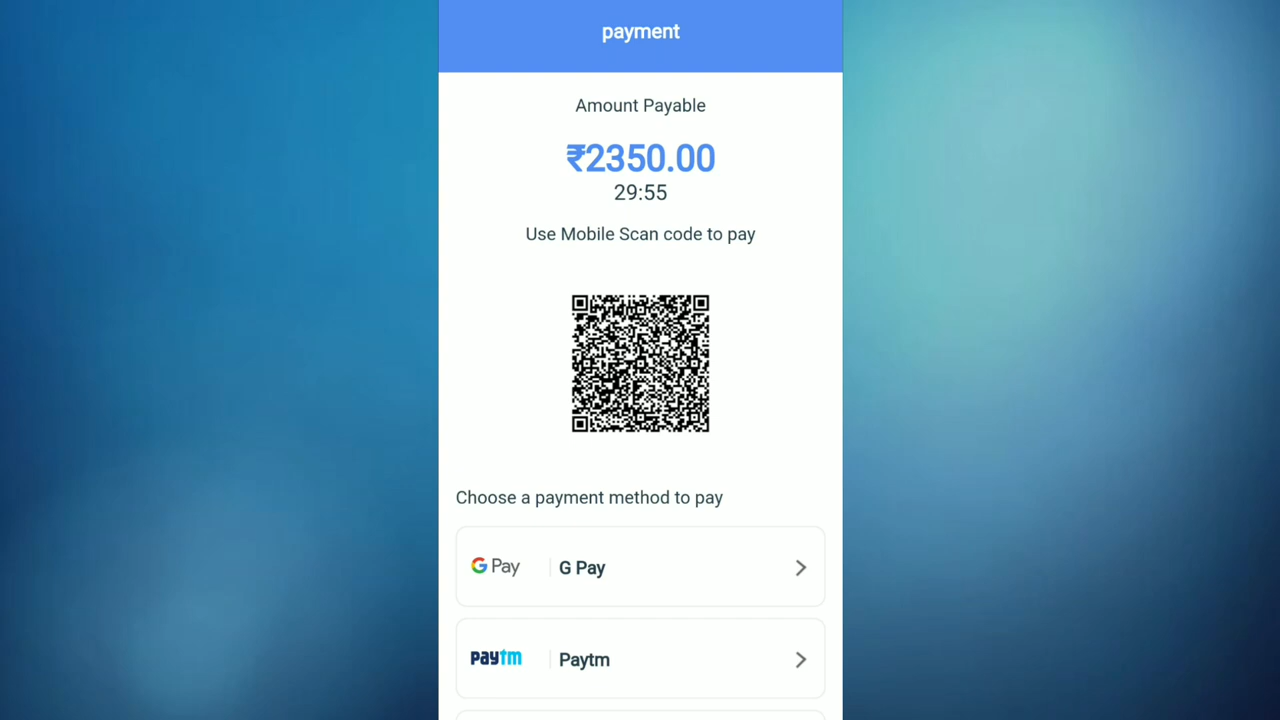 payment
Amount Payable
₹2350.00
29:55
Use Mobile Scan code to pay
Choose a payment method to pay
G Pay G Pay
paytm Paytm